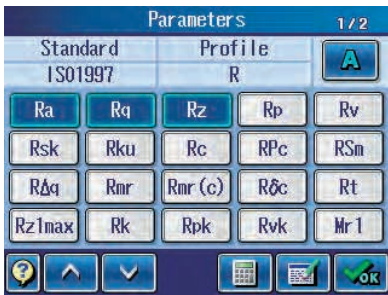 Parameters 1/2
Standard Profile A
ISO1997 R
Ra Rq Rz Rp Rv
Rsk Rku Rc RPc RSm
RΔq Rmr Rmr(c) Rδc Rt
Rz1max Rk Rpk Rvk Mr1
? OK